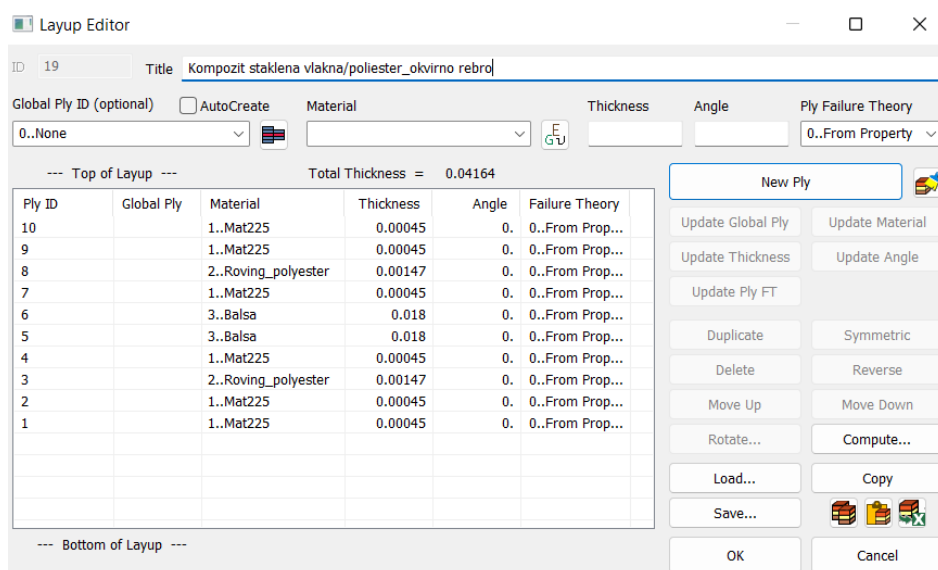 Layup Editor
ID 19 Title Kompozit staklena vlakna/poliester_okvirno rebro
Global Ply ID (optional) AutoCreate Material Thickness Angle Ply Failure Theory
0..None 0..From Property
--- Top of Layup --- Total Thickness = 0.04164
New Ply
Ply ID Global Ply Material Thickness Angle Failure Theory
10 1..Mat225 0.00045 0. 0..From Prop...
9 1..Mat225 0.00045 0. 0..From Prop...
8 2..Roving_polyester 0.00147 0. 0..From Prop...
7 1..Mat225 0.00045 0. 0..From Prop...
6 3..Balsa 0.018 0. 0..From Prop...
5 3..Balsa 0.018 0. 0..From Prop...
4 1..Mat225 0.00045 0. 0..From Prop...
3 2..Roving_polyester 0.00147 0. 0..From Prop...
2 1..Mat225 0.00045 0. 0..From Prop...
1 1..Mat225 0.00045 0. 0..From Prop...
--- Bottom of Layup ---
Update Global Ply Update Material
Update Thickness Update Angle
Update Ply FT
Duplicate Symmetric
Delete Reverse
Move Up Move Down
Rotate... Compute...
Load... Copy
Save...
OK Cancel